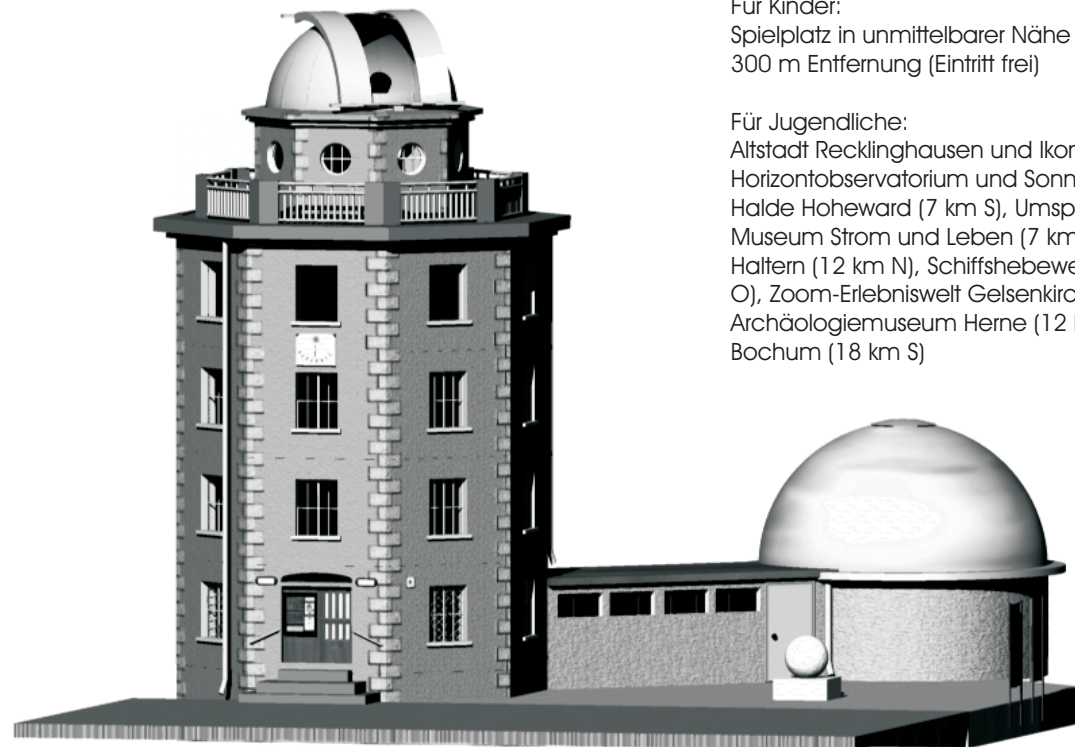 Für Kinder:
Spielplatz in unmittelbarer Nähe
300 m Entfernung (Eintritt frei)
Für Jugendliche:
Altstadt Recklinghausen und
Horizontobservatorium und
Halde Hoheward (7 km S),
Museum Strom und Leben (7
Haltern (12 km N),
O), Zoom-Erlebniswelt
Archäologiemuseum Herne (12
Bochum (18 km S)